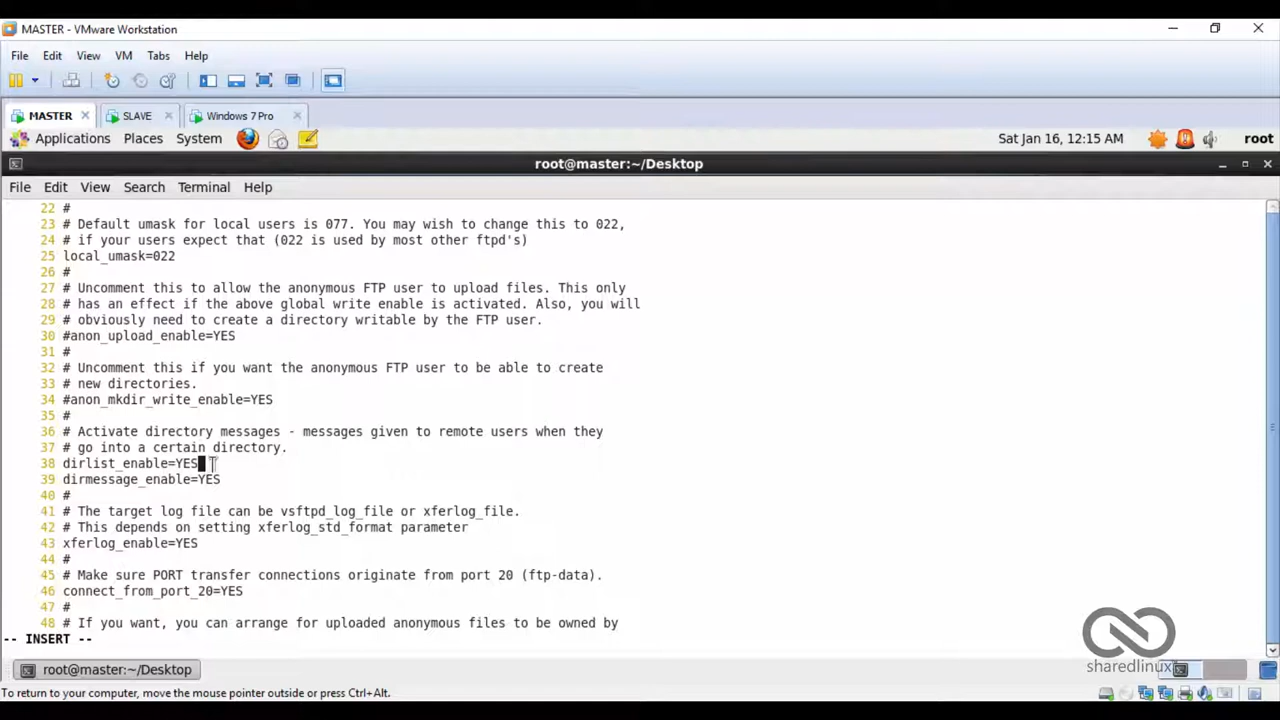 MASTER - VMware Workstation
File Edit View VM Tabs Help
MASTER SLAVE Windows 7 Pro
Applications Places System Sat Jan 16, 12:15 AM root
root@master:~/Desktop
File Edit View Search Terminal Help
22 #
23 # Default umask for local users is 077. You may wish to change this to 022,
24 # if your users expect that (022 is used by most other ftpd's)
25 local_umask=022
26 #
27 # Uncomment this to allow the anonymous FTP user to upload files. This only
28 # has an effect if the above global write enable is activated. Also, you will
29 # obviously need to create a directory writable by the FTP user.
30 #anon_upload_enable=YES
31 #
32 # Uncomment this if you want the anonymous FTP user to be able to create
33 # new directories.
34 #anon_mkdir_write_enable=YES
35 #
36 # Activate directory messages - messages given to remote users when they
37 # go into a certain directory.
38 dirlist_enable=YES
39 dirmessage_enable=YES
40 #
41 # The target log file can be vsftpd_log_file or xferlog_file.
42 # This depends on setting xferlog_std_format parameter
43 xferlog_enable=YES
44 #
45 # Make sure PORT transfer connections originate from port 20 (ftp-data).
46 connect_from_port_20=YES
47 #
48 # If you want, you can arrange for uploaded anonymous files to be owned by
-- INSERT --
sharedlinux
root@master:~/Desktop
To return to your computer, move the mouse pointer outside or press Ctrl+Alt.